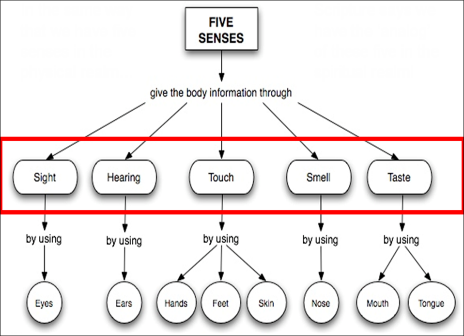 FIVE
SENSES
give the body information through
Sight Hearing Touch Smell Taste
by using by using by using by using by using
Eyes Ears Hands Feet Skin Nose Mouth Tongue